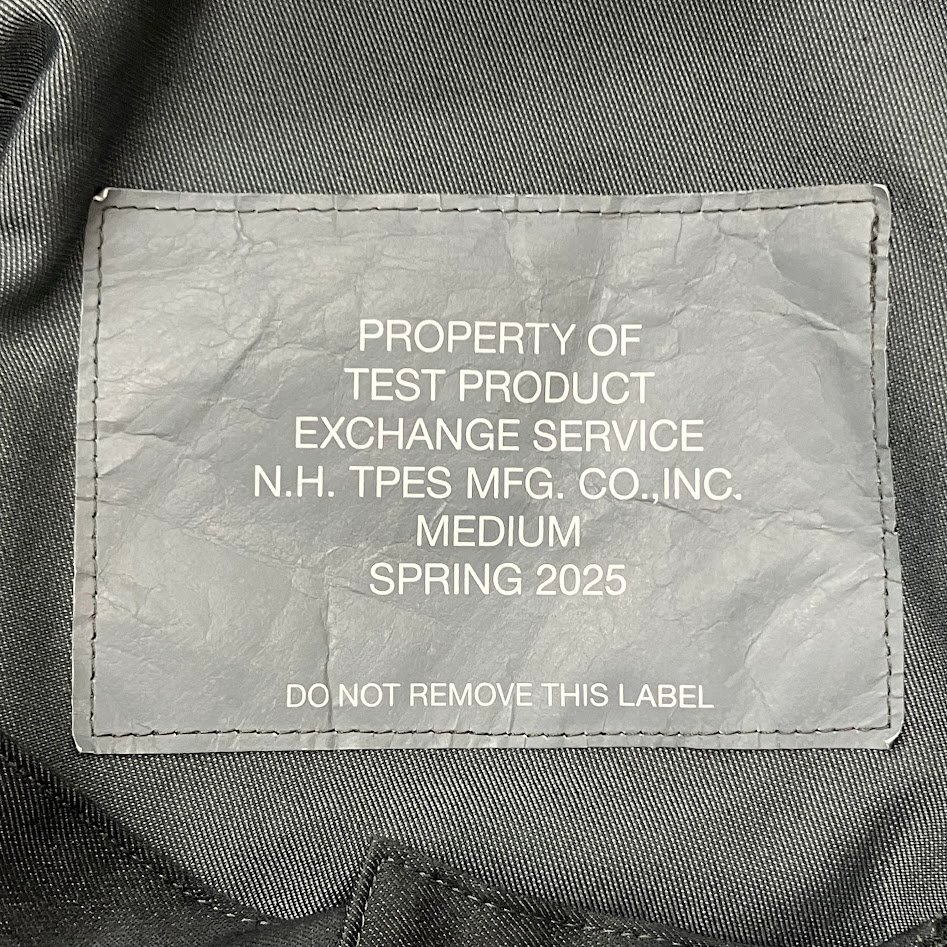 PROPERTY OF
TEST PRODUCT
EXCHANGE SERVICE
N.H. TPES MFG. CO.,INC.
MEDIUM
SPRING 2025
DO NOT REMOVE THIS LABEL